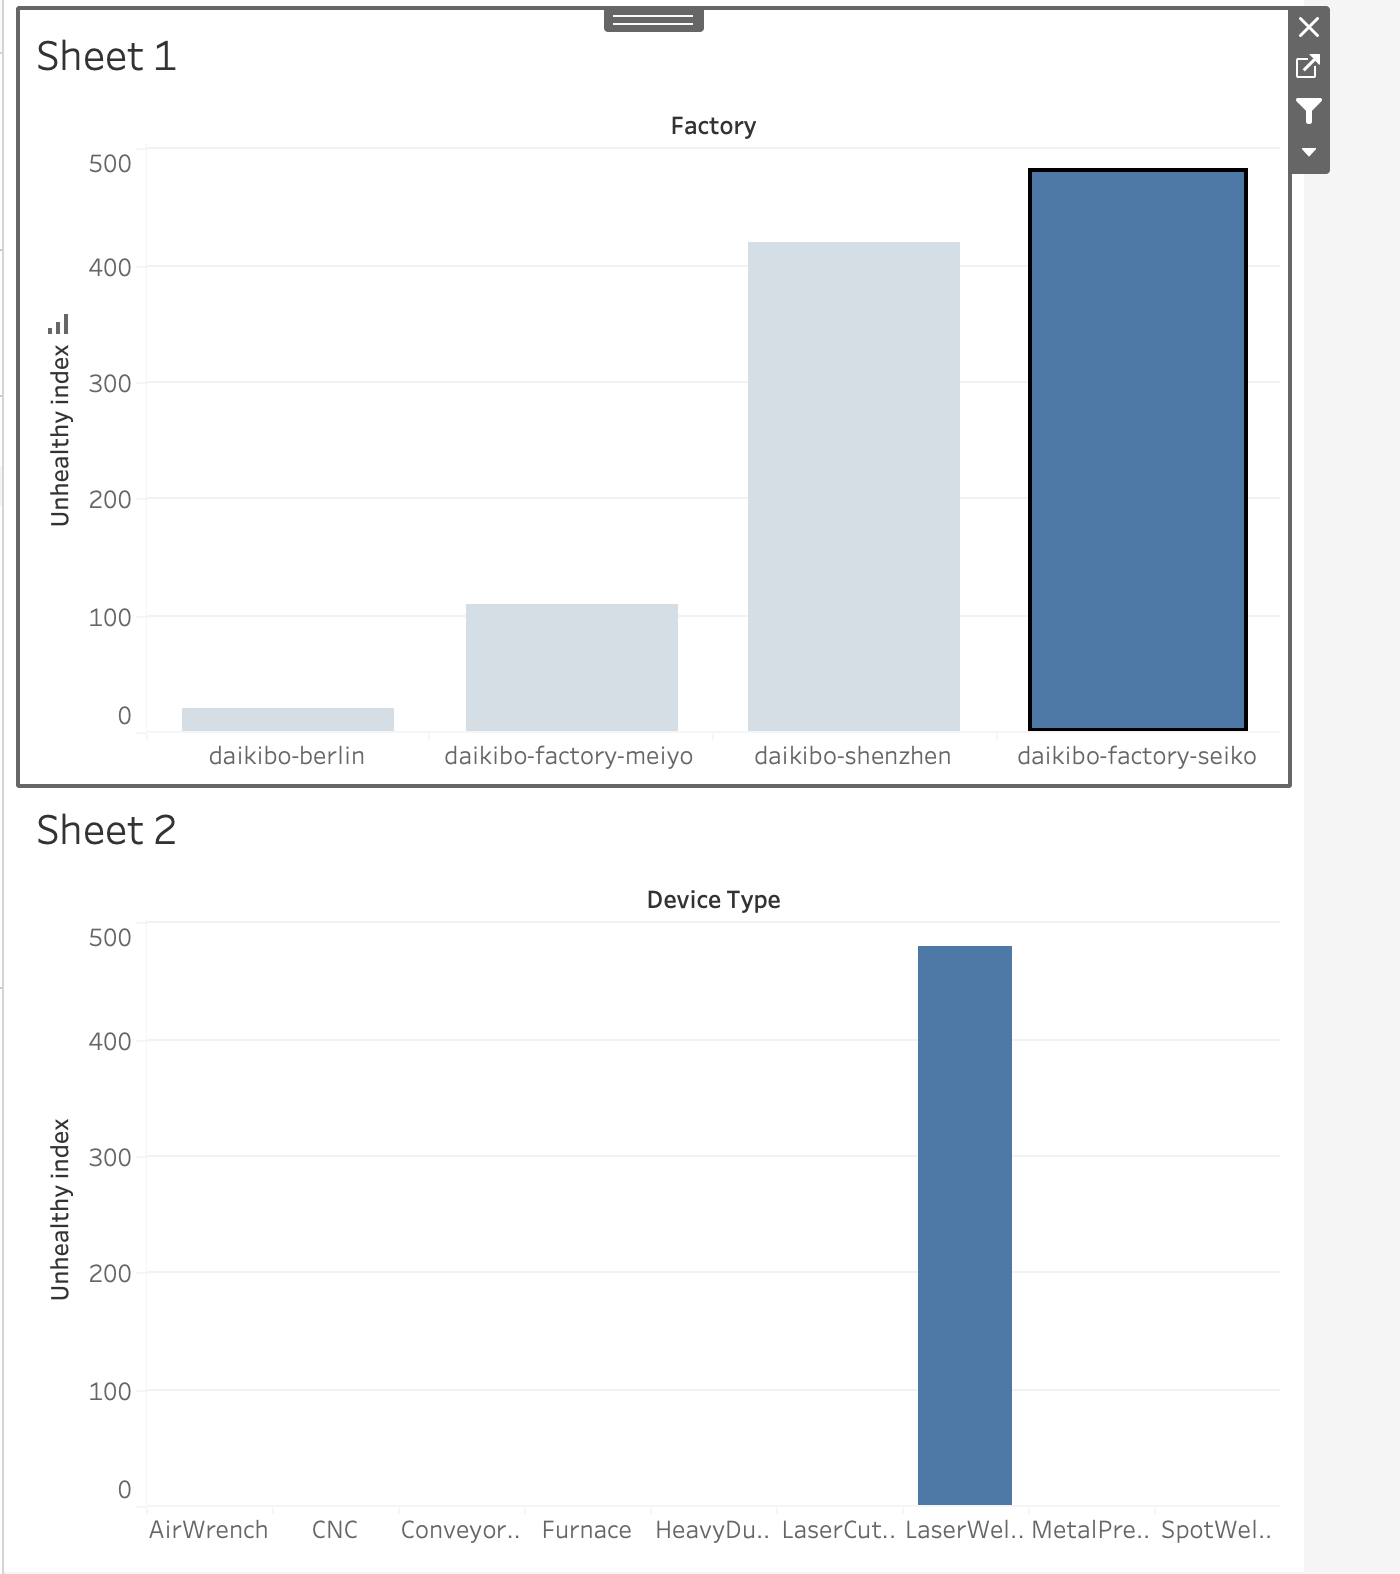 Sheet 1
Factory
500
400
300
200
100
0
Unhealthy index
daikibo-berlin daikibo-factory-meiyo daikibo-shenzhen daikibo-factory-seiko
Sheet 2
Device Type
500
400
300
200
100
0
Unhealthy index
AirWrench CNC Conveyor.. Furnace HeavyDu.. LaserCut.. LaserWel.. MetalPre.. SpotWel..